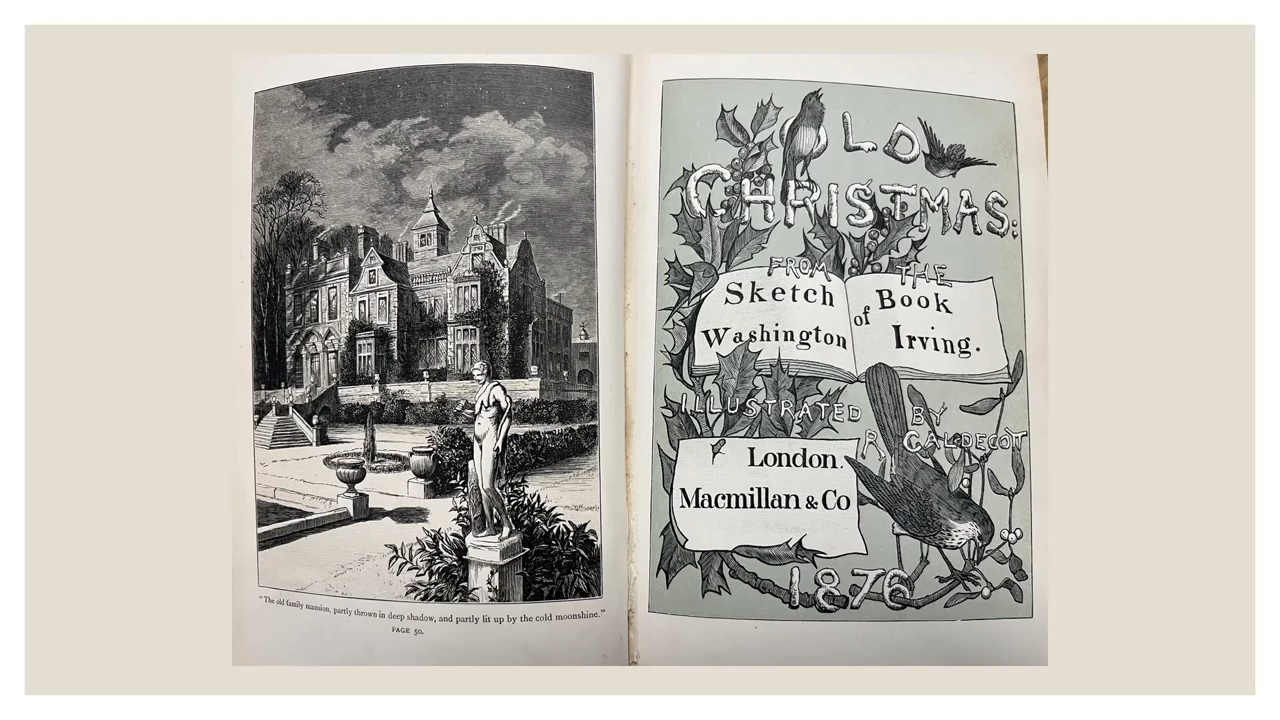 "The old family mansion, partly thrown in deep shadow, and partly lit up by the cold moonshine."
PAGE 50.
OLD
CHRISTMAS:
FROM THE
Sketch Book
of
Washington Irving.
ILLUSTRATED BY
R. CALDECOTT
London.
Macmillan & Co
1876